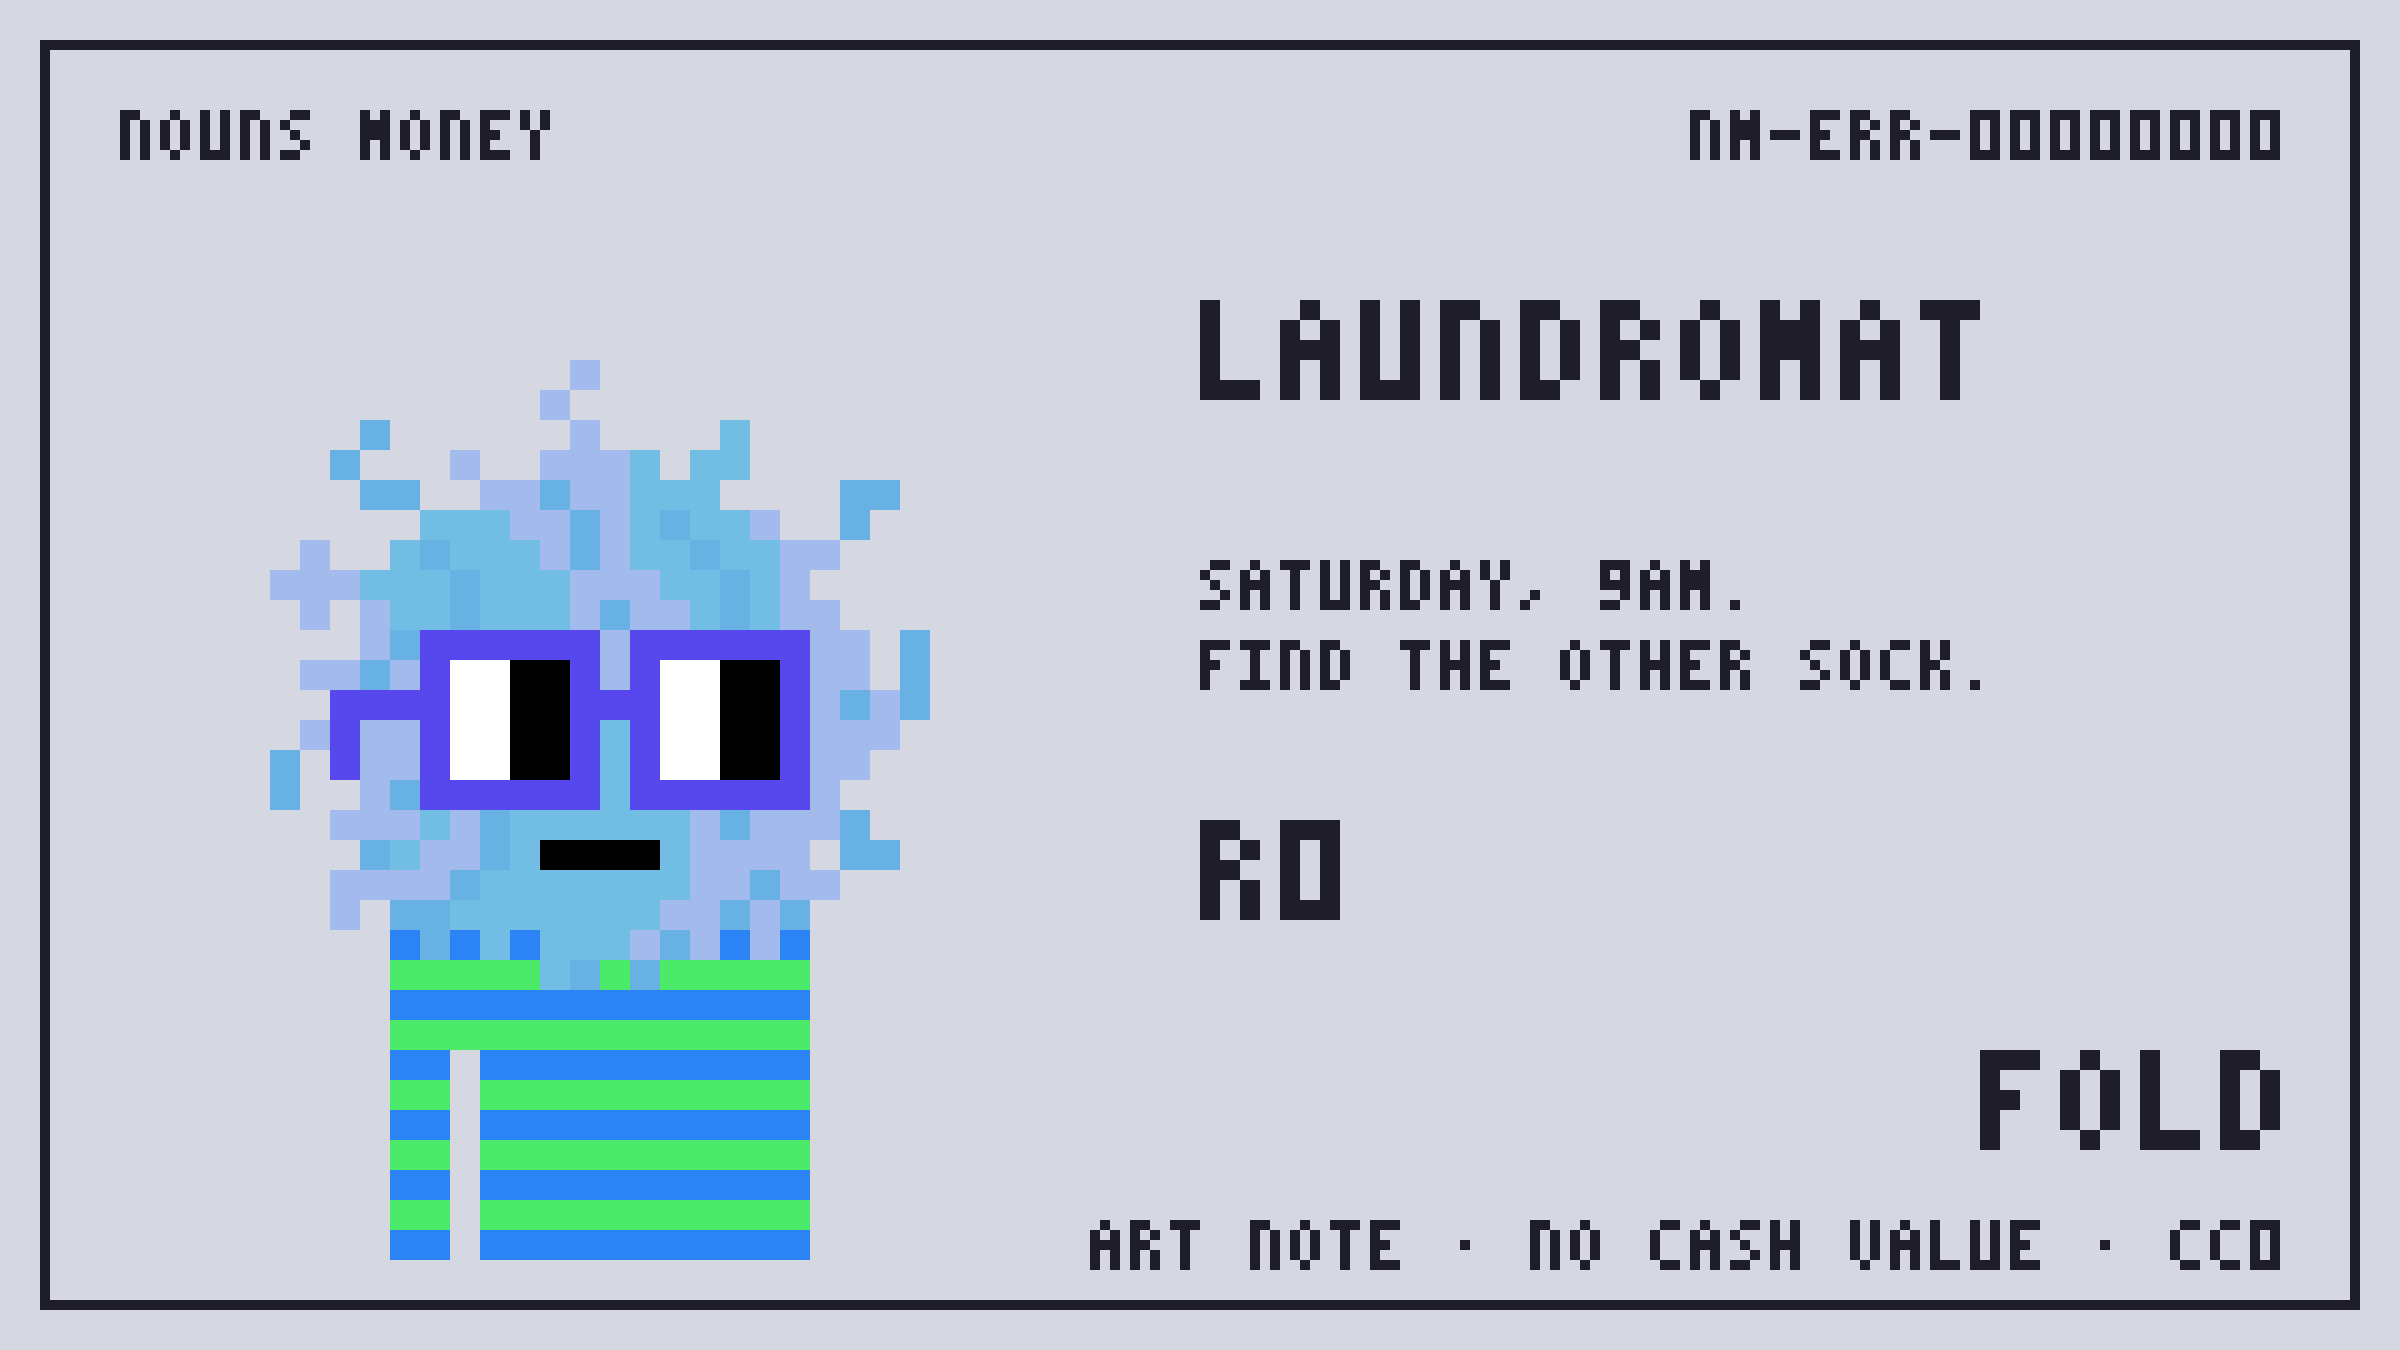 NOUNS MONEY
NM-ERR-00000000
LAUNDROMAT
SATURDAY, 9AM.
FIND THE OTHER SOCK.
R0
FOLD
ART NOTE · NO CASH VALUE · CC0